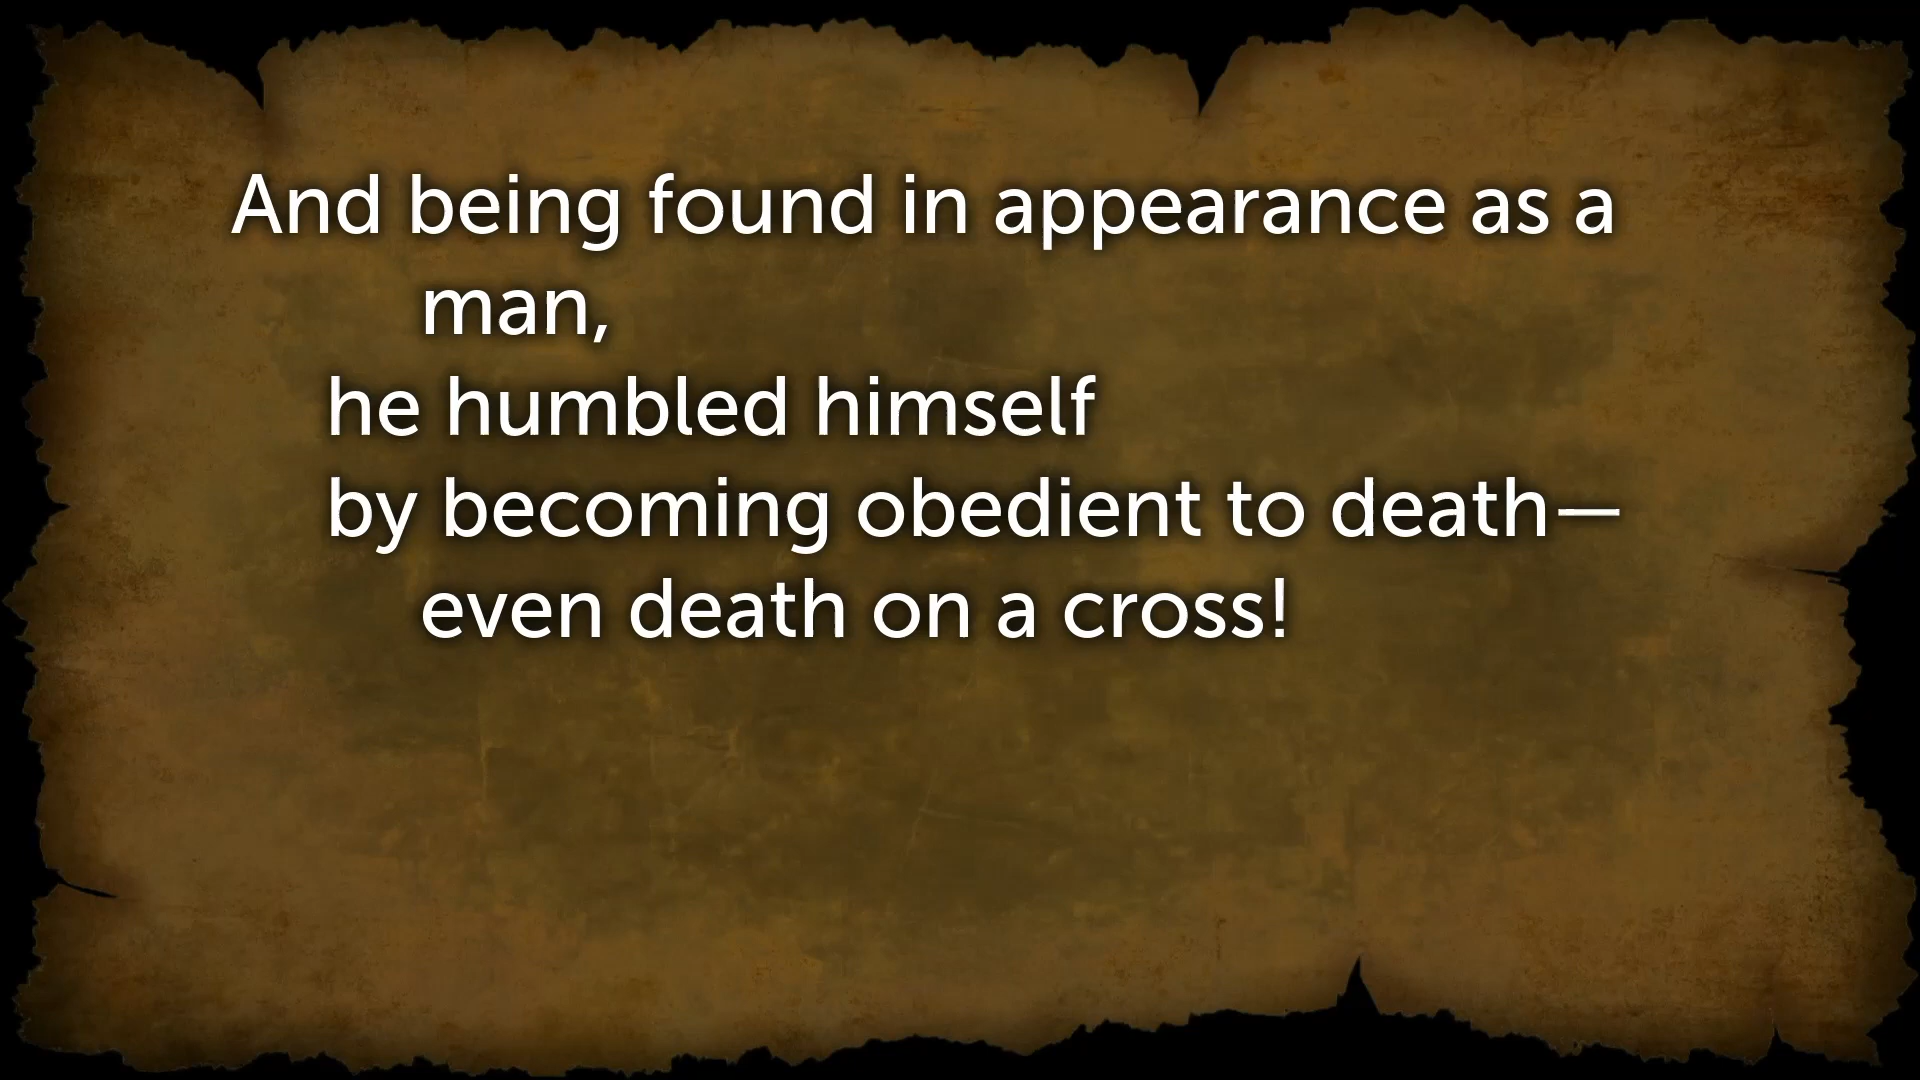 And being found in appearance as a
man,
he humbled himself
by becoming obedient to death—
even death on a cross!